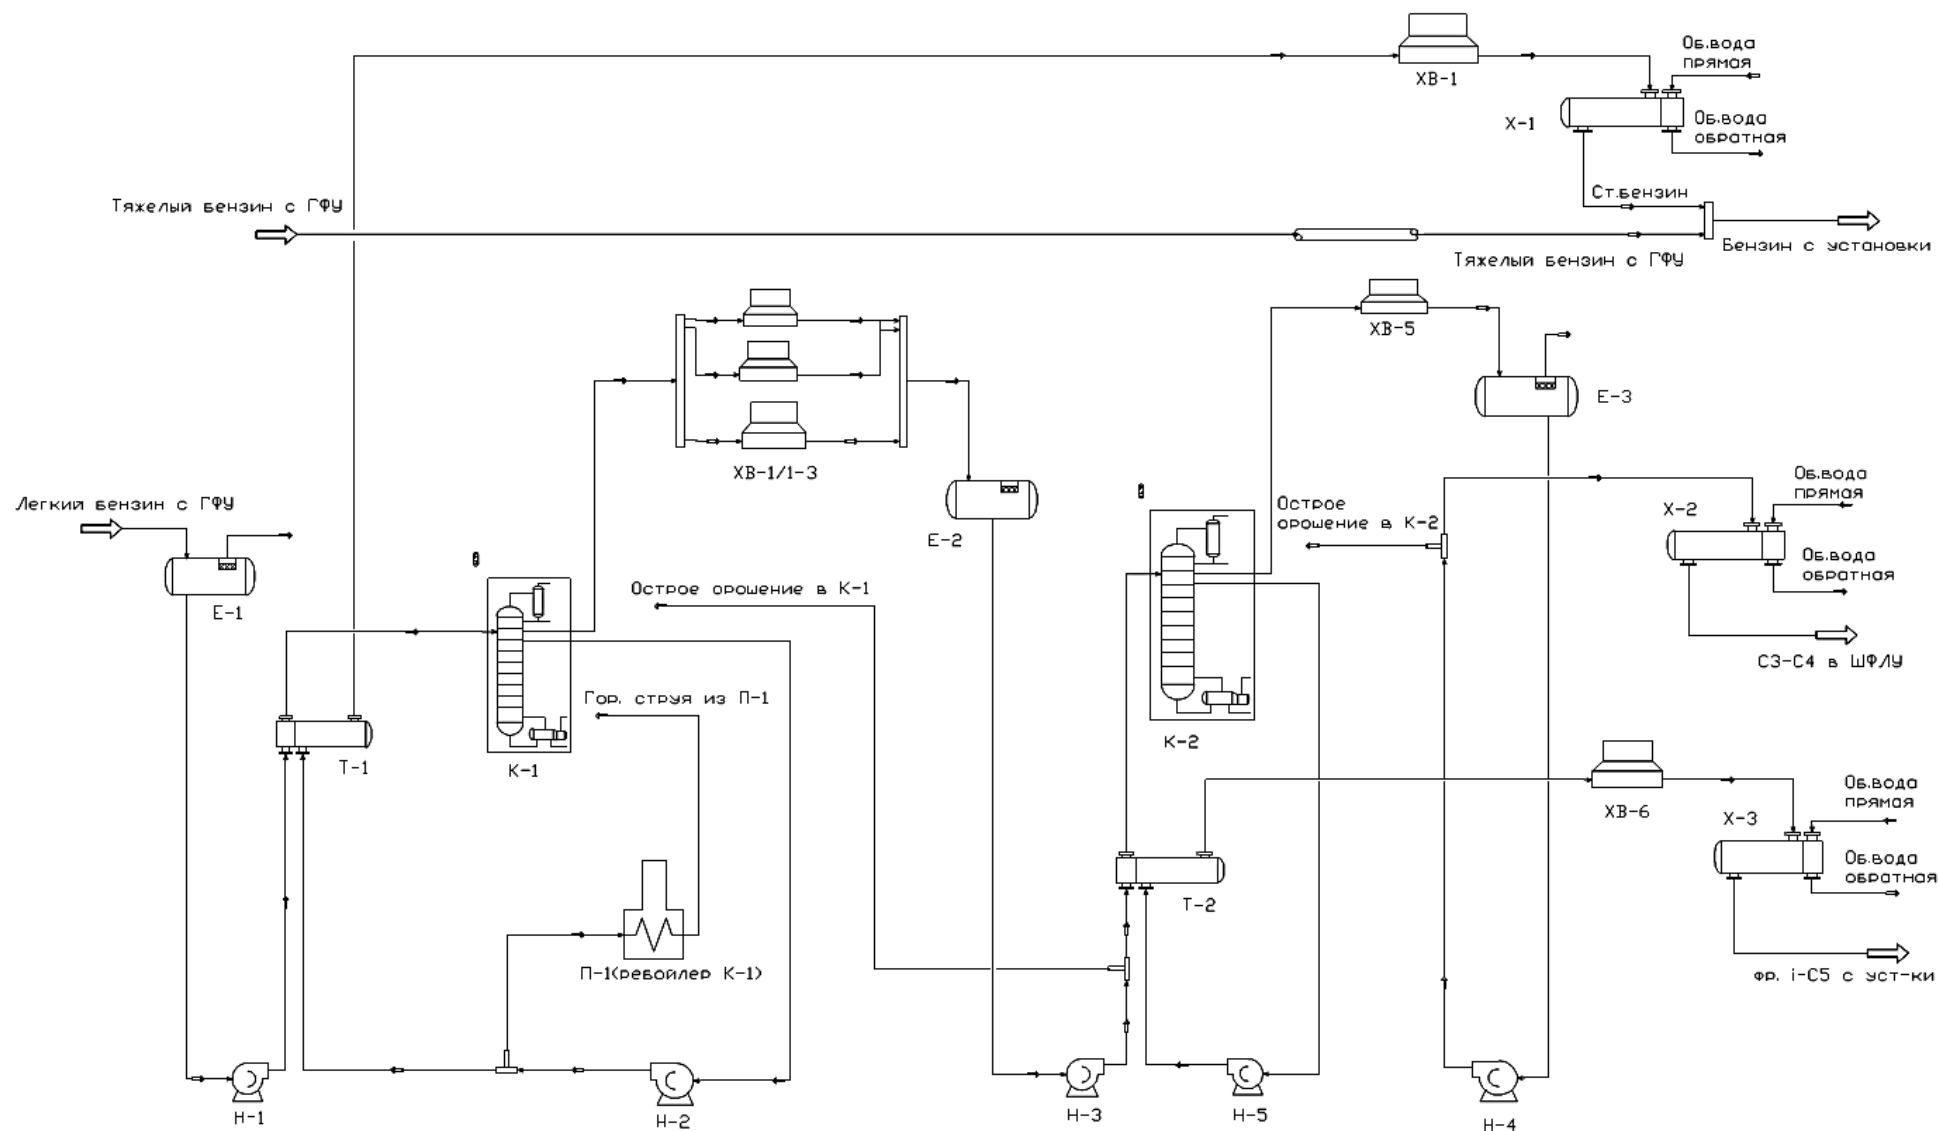 ХВ-1
Об.вода
прямая
Х-1
Об.вода
обратная
Ст.бензин
Тяжелый бензин с ГФУ
Бензин с установки
Тяжелый бензин с ГФУ
ХВ-5
Е-3
ХВ-1/1-3
Легкий бензин с ГФУ
Е-1
Е-2
Острое
орошение в К-2
Об.вода
прямая
Х-2
Об.вода
обратная
С3-С4 в ШФЛУ
Острое орошение в К-1
Гор. струя из П-1
Т-1
К-1
К-2
ХВ-6
Об.вода
прямая
Х-3
Об.вода
обратная
Т-2
П-1(ребойлер К-1)
фр. i-С5 с уст-ки
Н-1
Н-2
Н-3
Н-5
Н-4